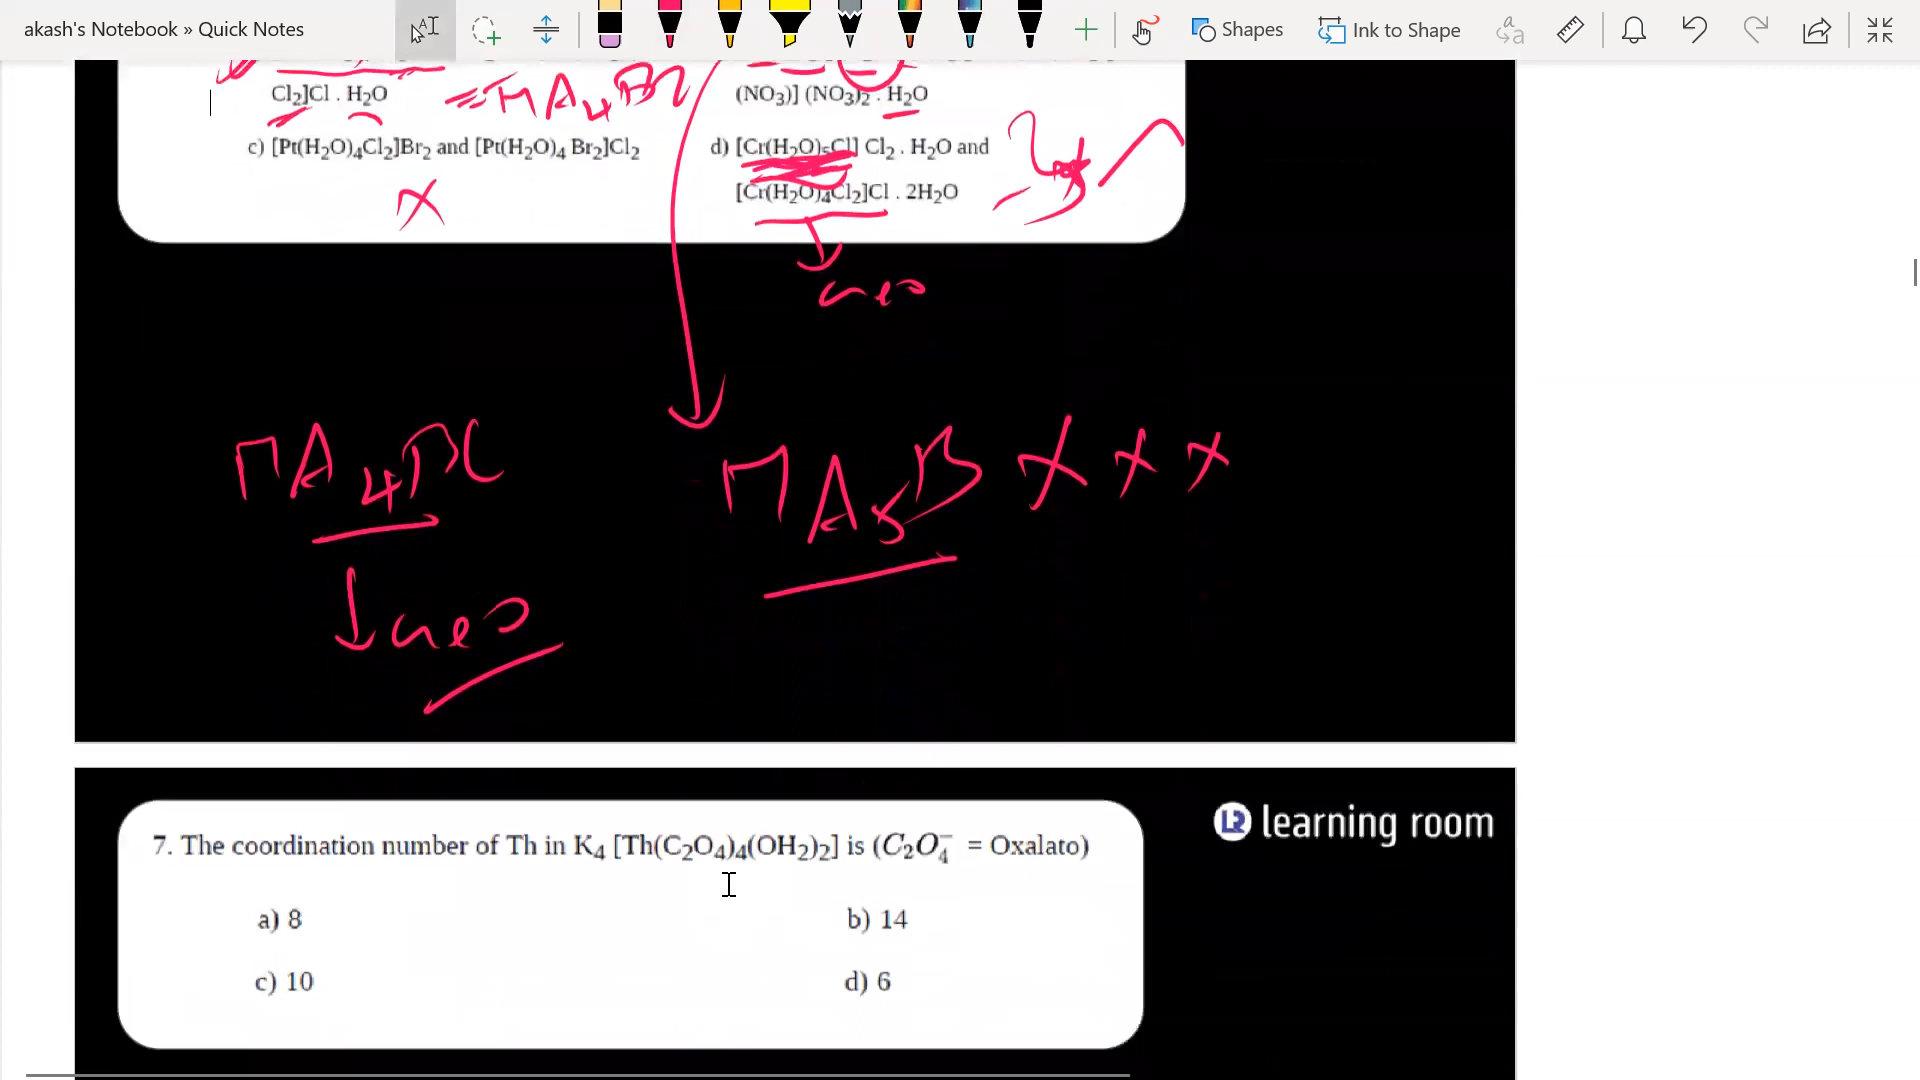 akash's Notebook » Quick Notes
Shapes
Ink to Shape
Cl₂]Cl . H₂O
= MA₄B₂
(NO₃)] (NO₃)₂ . H₂O
c) [Pt(H₂O)₄Cl₂]Br₂ and [Pt(H₂O)₄ Br₂]Cl₂
d) [Cr(H₂O)₅Cl] Cl₂ . H₂O and
[Cr(H₂O)₄Cl₂]Cl . 2H₂O
X
Geo
MA₄BC
MA₅B X X X
Geo
learning room
7. The coordination number of Th in K₄ [Th(C₂O₄)₄(OH₂)₂] is (C₂O₄⁻ = Oxalato)
a) 8
b) 14
c) 10
d) 6